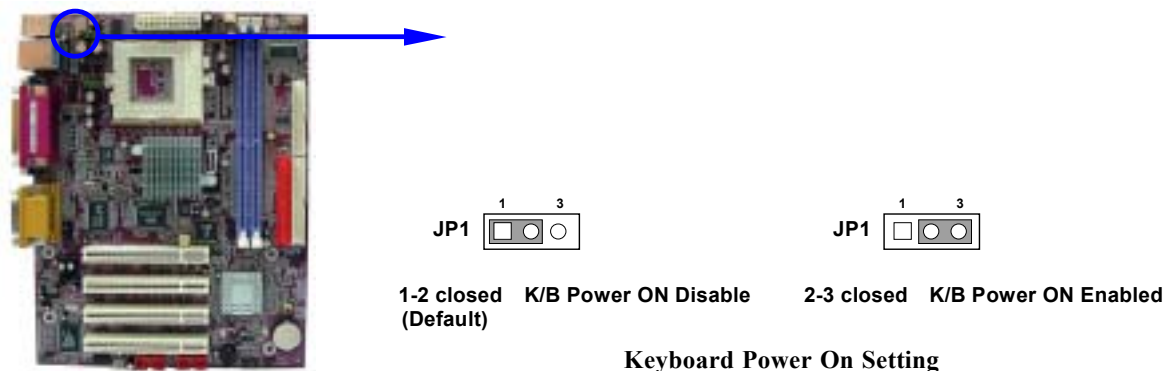 1 3
JP1
1 3
JP1
1-2 closed K/B Power ON Disable
(Default)
2-3 closed K/B Power ON Enabled
Keyboard Power On Setting